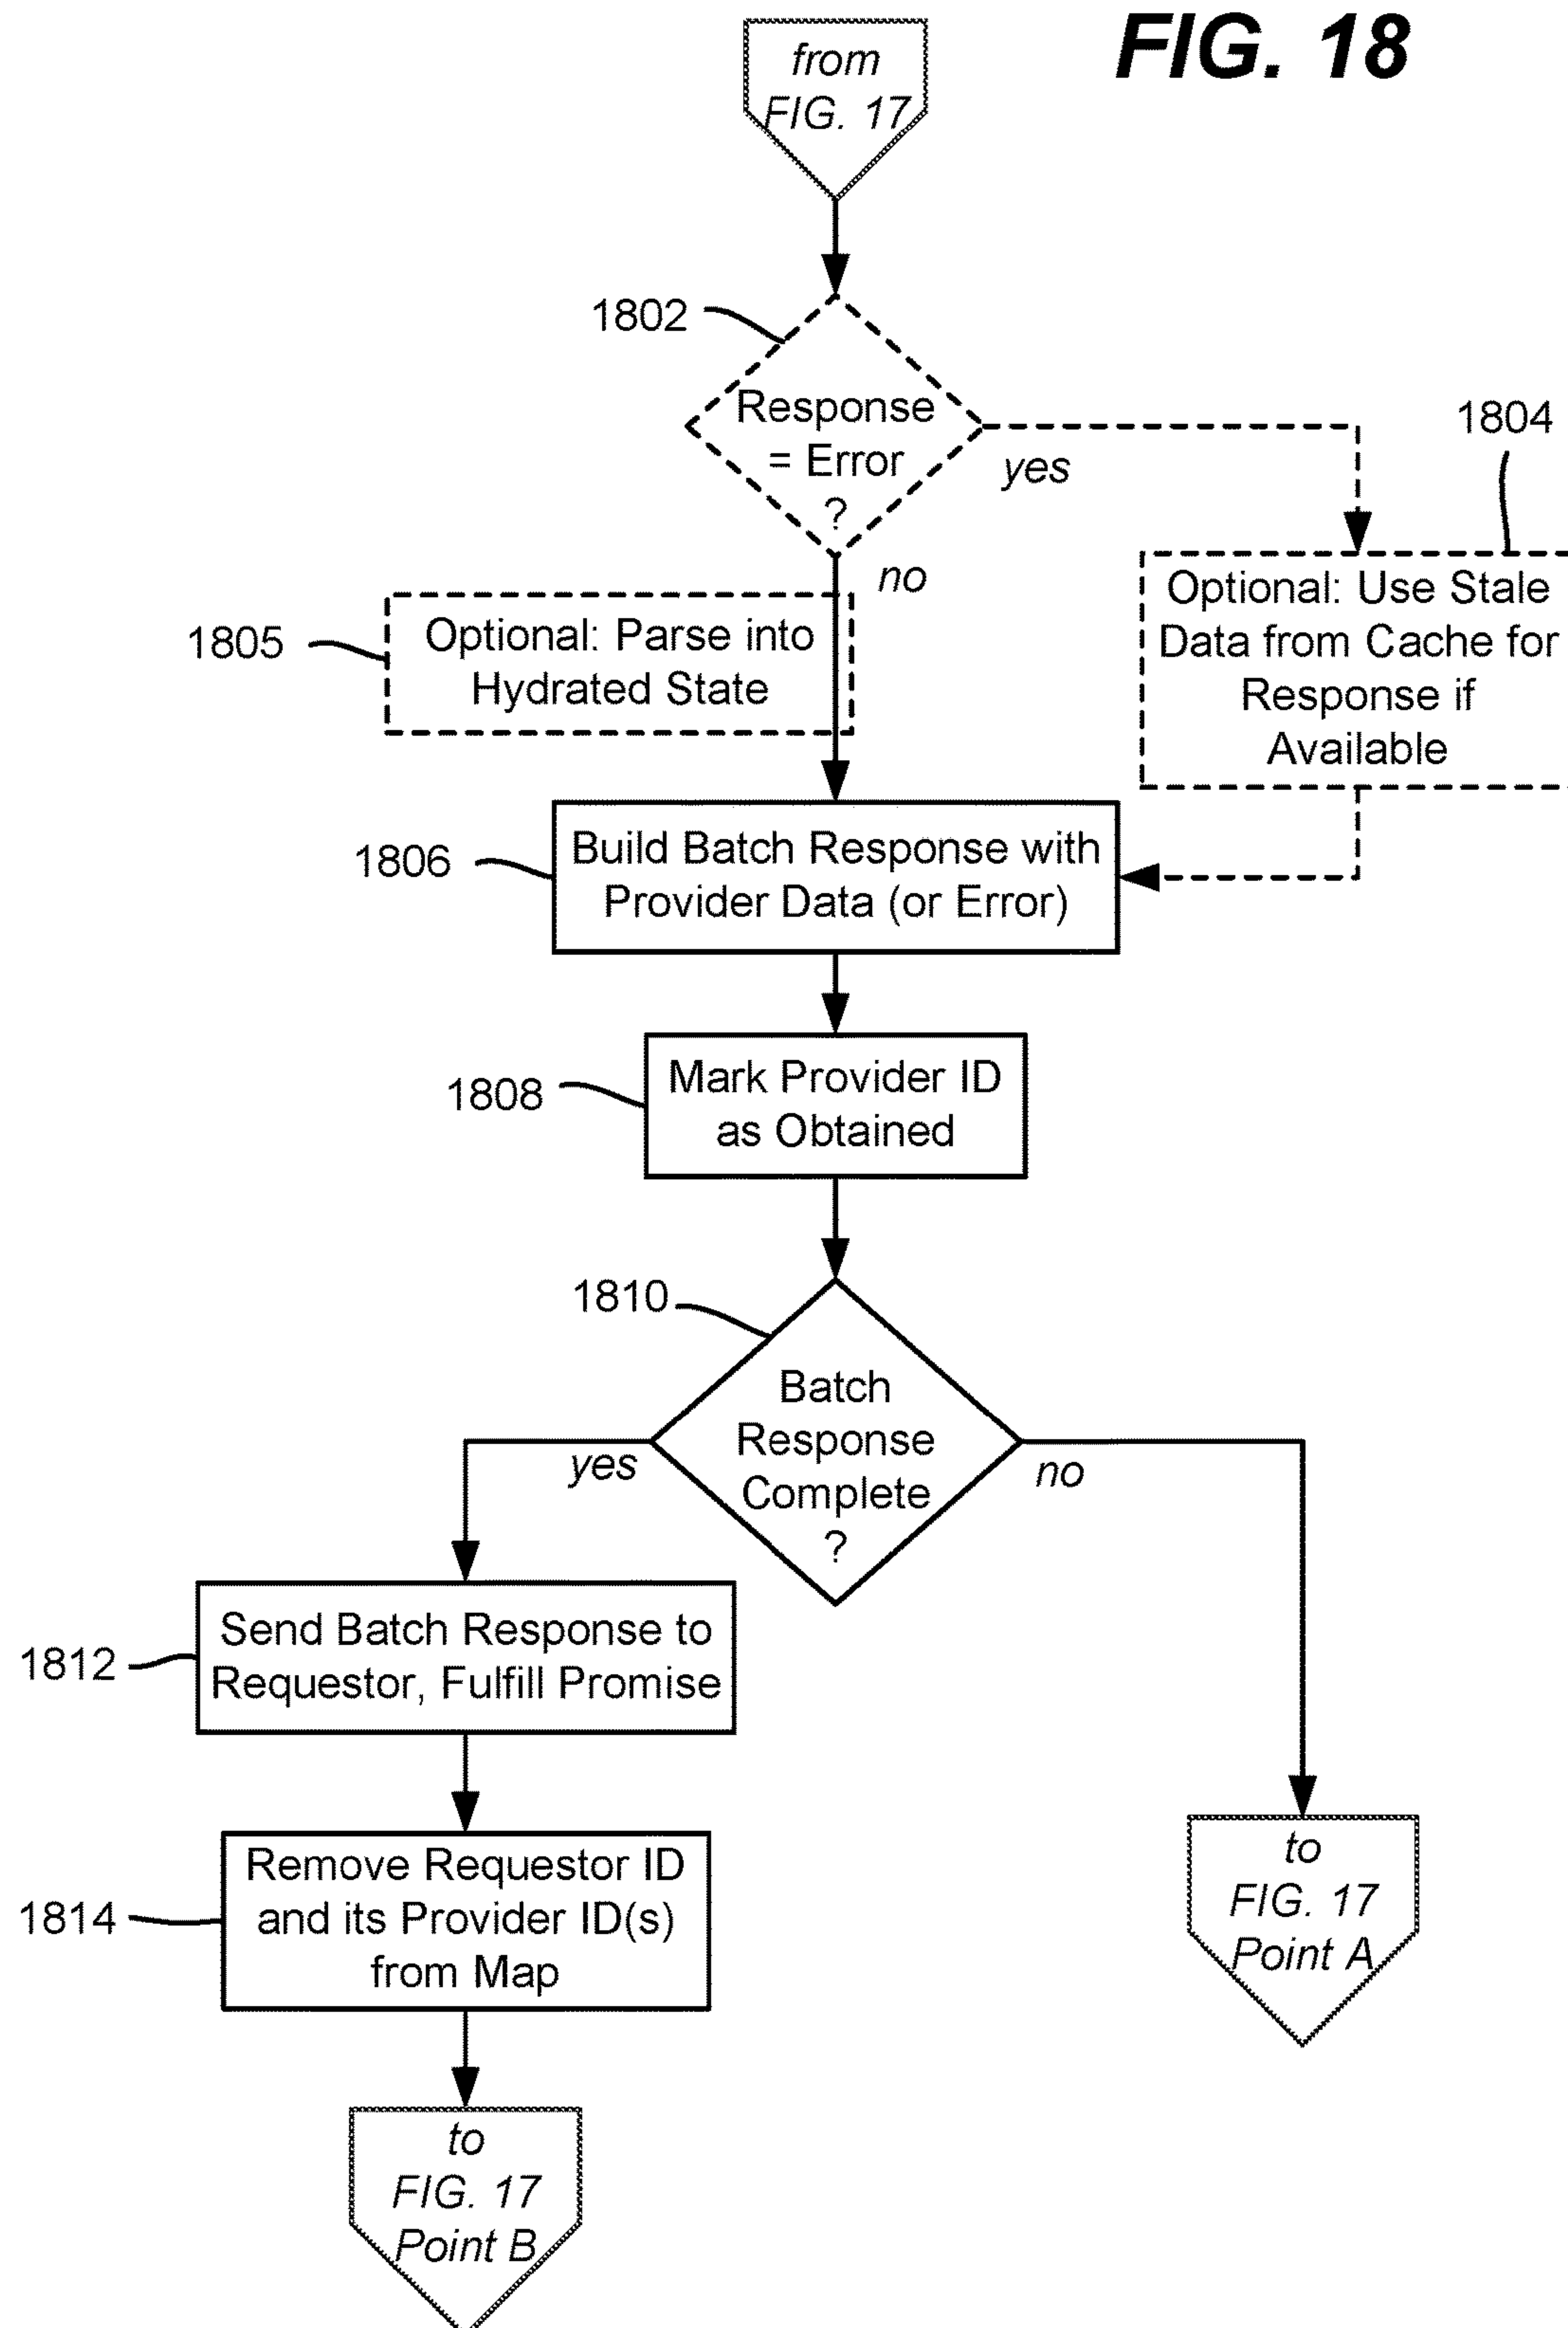 FIG. 18
from
FIG. 17
1802
Response
= Error
?
yes
no
1804
Optional: Use Stale
Data from Cache for
Response if
Available
1805
Optional: Parse into
Hydrated State
1806
Build Batch Response with
Provider Data (or Error)
1808
Mark Provider ID
as Obtained
1810
Batch
Response
Complete
?
yes
no
1812
Send Batch Response to
Requestor, Fulfill Promise
1814
Remove Requestor ID
and its Provider ID(s)
from Map
to
FIG. 17
Point A
to
FIG. 17
Point B